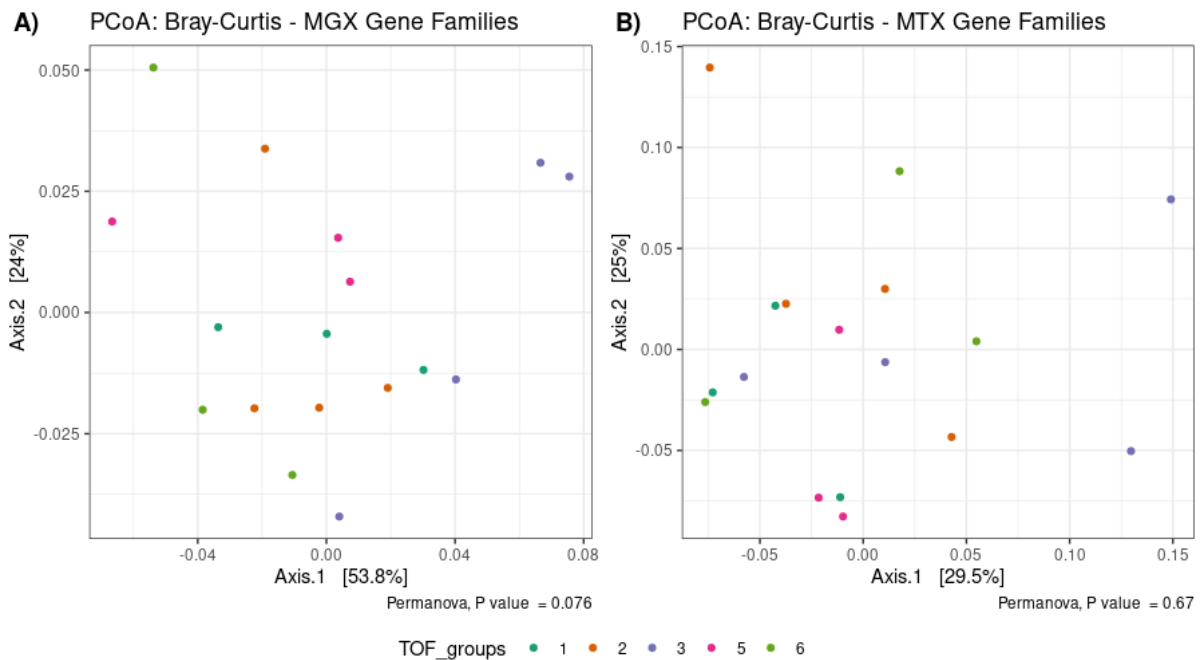 A)
PCoA: Bray-Curtis - MGX Gene Families
0.050
0.025
0.000
-0.025
Axis.2   [24%]
-0.04
0.00
0.04
0.08
Axis.1   [53.8%]
Permanova, P value  = 0.076
B)
PCoA: Bray-Curtis - MTX Gene Families
0.15
0.10
0.05
0.00
-0.05
Axis.2   [25%]
-0.05
0.00
0.05
0.10
0.15
Axis.1   [29.5%]
Permanova, P value  = 0.67
TOF_groups 1 2 3 5 6